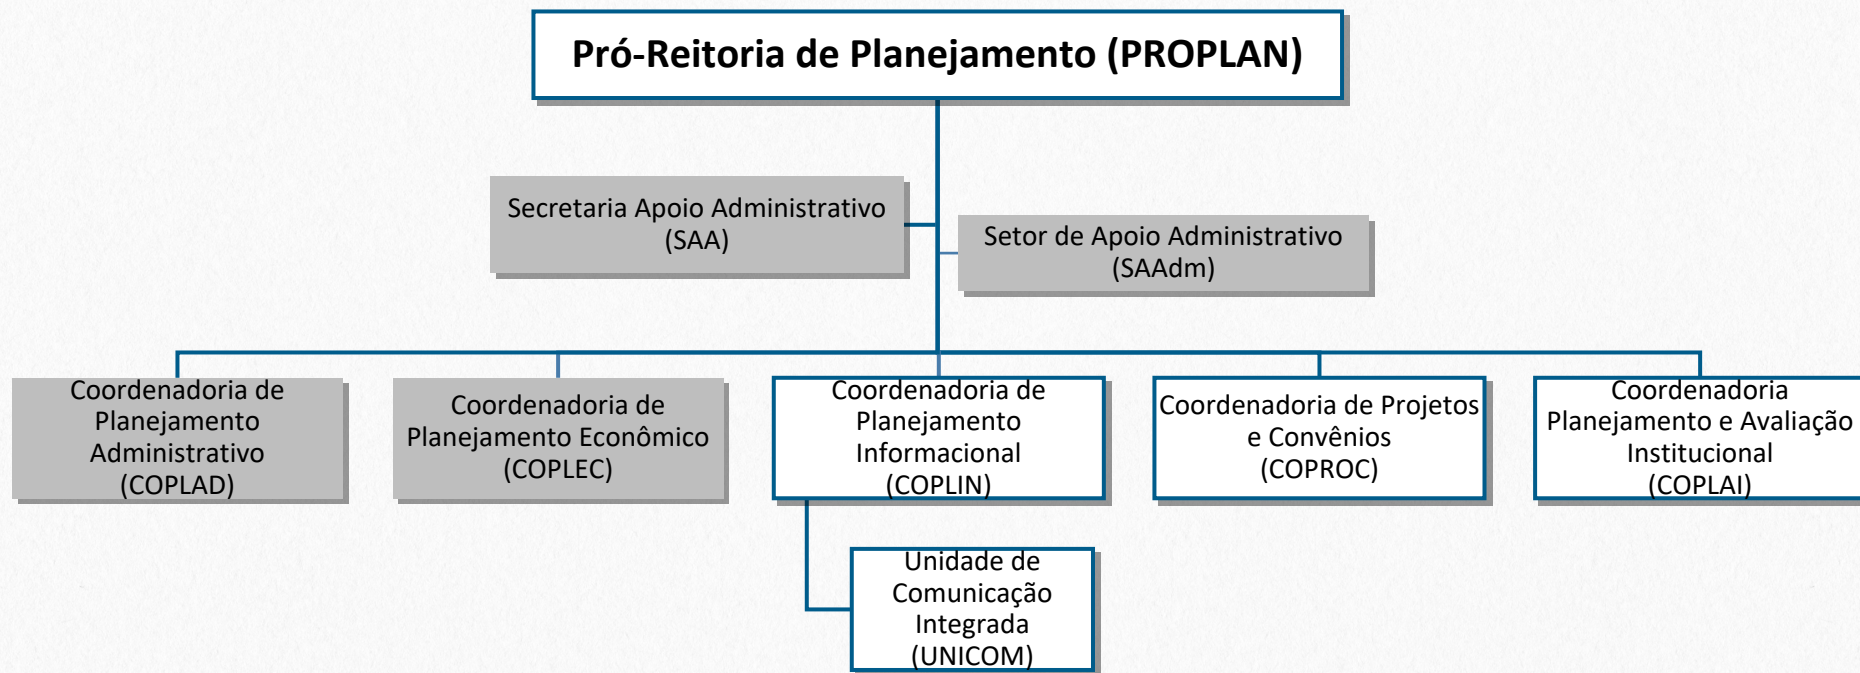 Pró-Reitoria de Planejamento (PROPLAN)
Secretaria Apoio Administrativo
(SAA)
Setor de Apoio Administrativo
(SAAdm)
Coordenadoria de
Planejamento
Administrativo
(COPLAD)
Coordenadoria de
Planejamento Econômico
(COPLEC)
Coordenadoria de
Planejamento
Informacional
(COPLIN)
Coordenadoria de Projetos
e Convênios
(COPROC)
Coordenadoria
Planejamento e Avaliação
Institucional
(COPLAI)
Unidade de
Comunicação
Integrada
(UNICOM)